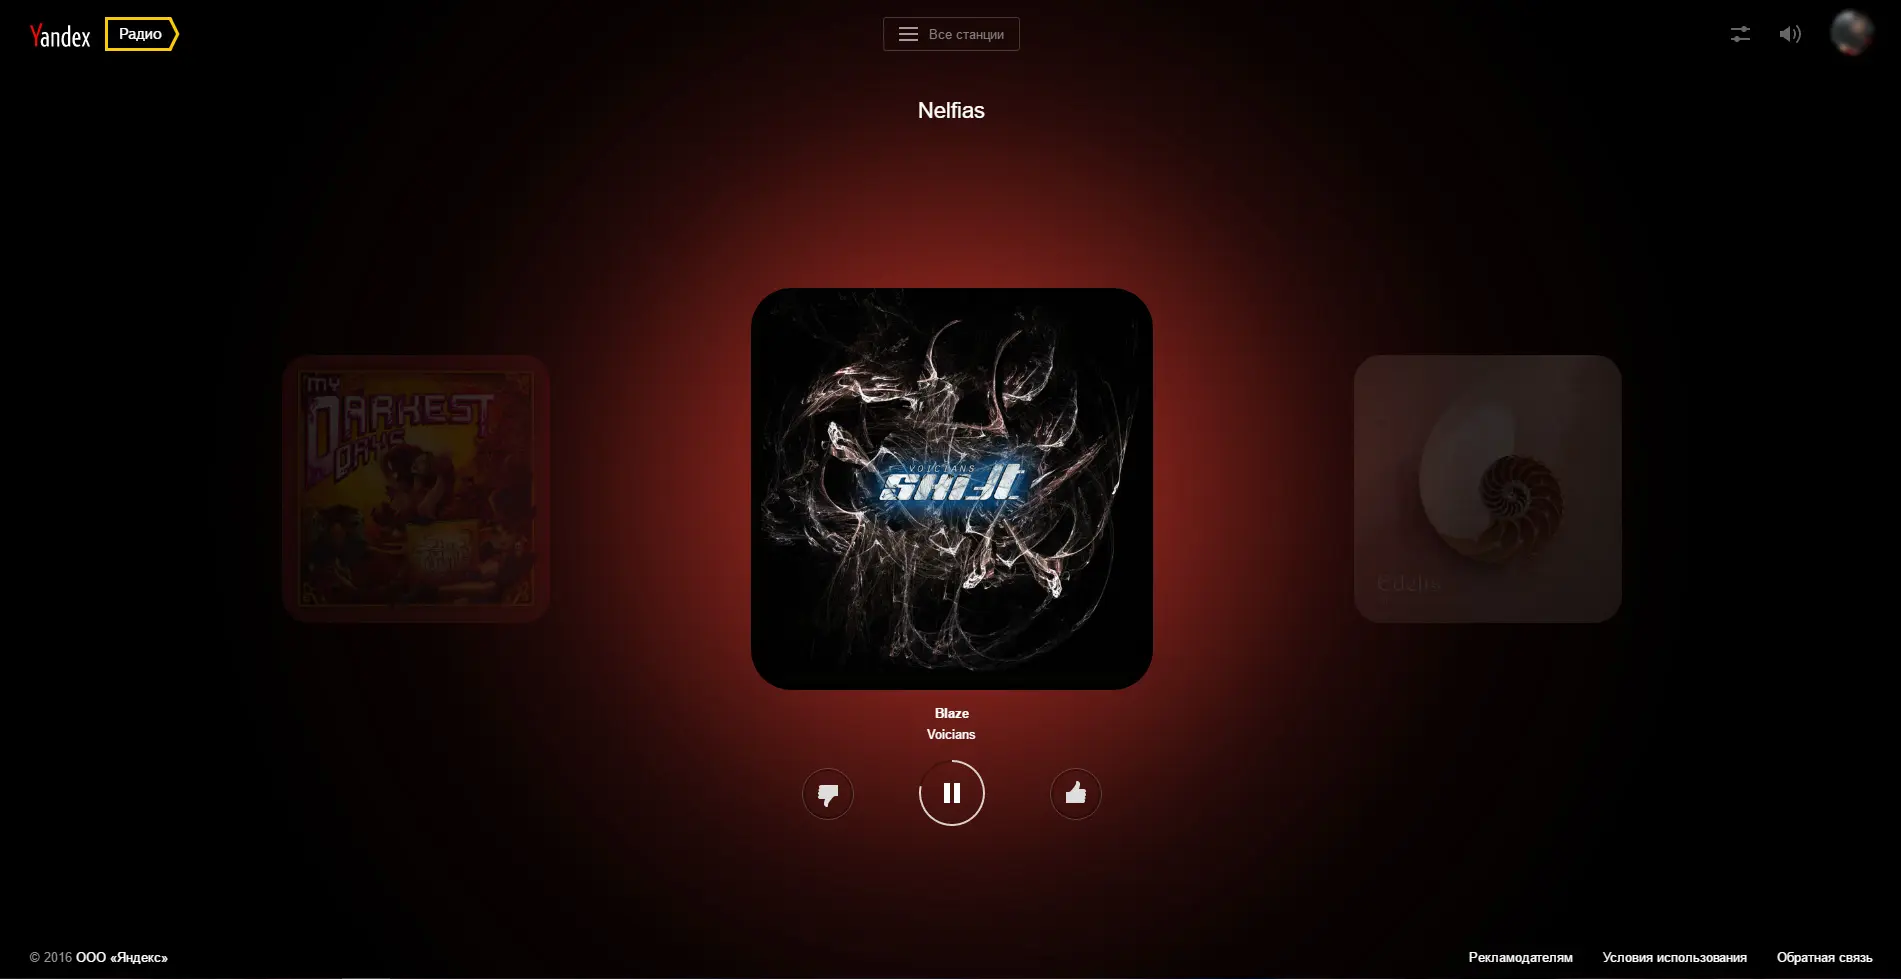 Yandex
Радио
Все станции
Nelfias
MY
DARKEST
DAYS
VOICIANS
SHIFT
Blaze
Voicians
© 2016 ООО «Яндекс»
Рекламодателям
Условия использования
Обратная связь